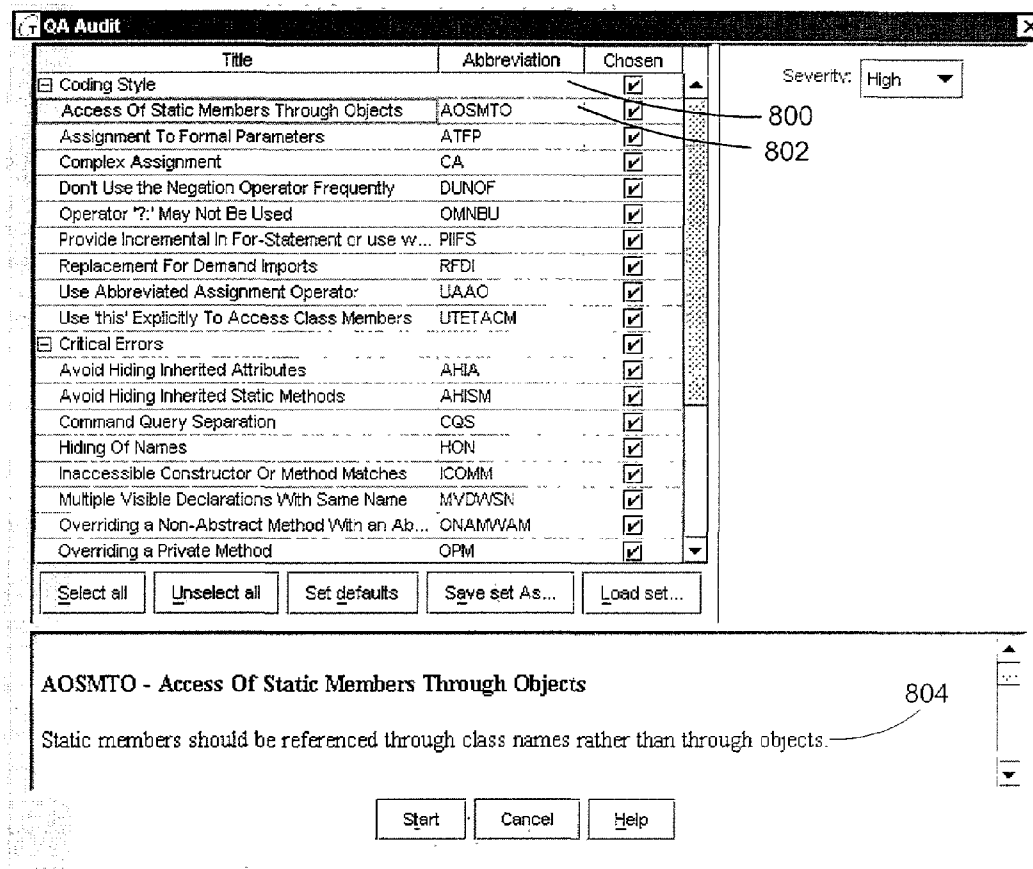 QA Audit
Title Abbreviation Chosen
Coding Style
Access Of Static Members Through Objects AOSMTO
Assignment To Formal Parameters ATFP
Complex Assignment CA
Don't Use the Negation Operator Frequently DUNOF
Operator '?:' May Not Be Used OMNBU
Provide Incremental In For-Statement or use w... PIIFS
Replacement For Demand Imports RFDI
Use Abbreviated Assignment Operator UAAO
Use 'this' Explicitly To Access Class Members UTETACM
Critical Errors
Avoid Hiding Inherited Attributes AHIA
Avoid Hiding Inherited Static Methods AHISM
Command Query Separation CQS
Hiding Of Names HON
Inaccessible Constructor Or Method Matches ICOMM
Multiple Visible Declarations With Same Name MVDWSN
Overriding a Non-Abstract Method With an Ab... ONAMWAM
Overriding a Private Method OPM
Severity: High
800
802
Select all Unselect all Set defaults Save set As... Load set...
AOSMTO - Access Of Static Members Through Objects
804
Static members should be referenced through class names rather than through objects.
Start Cancel Help